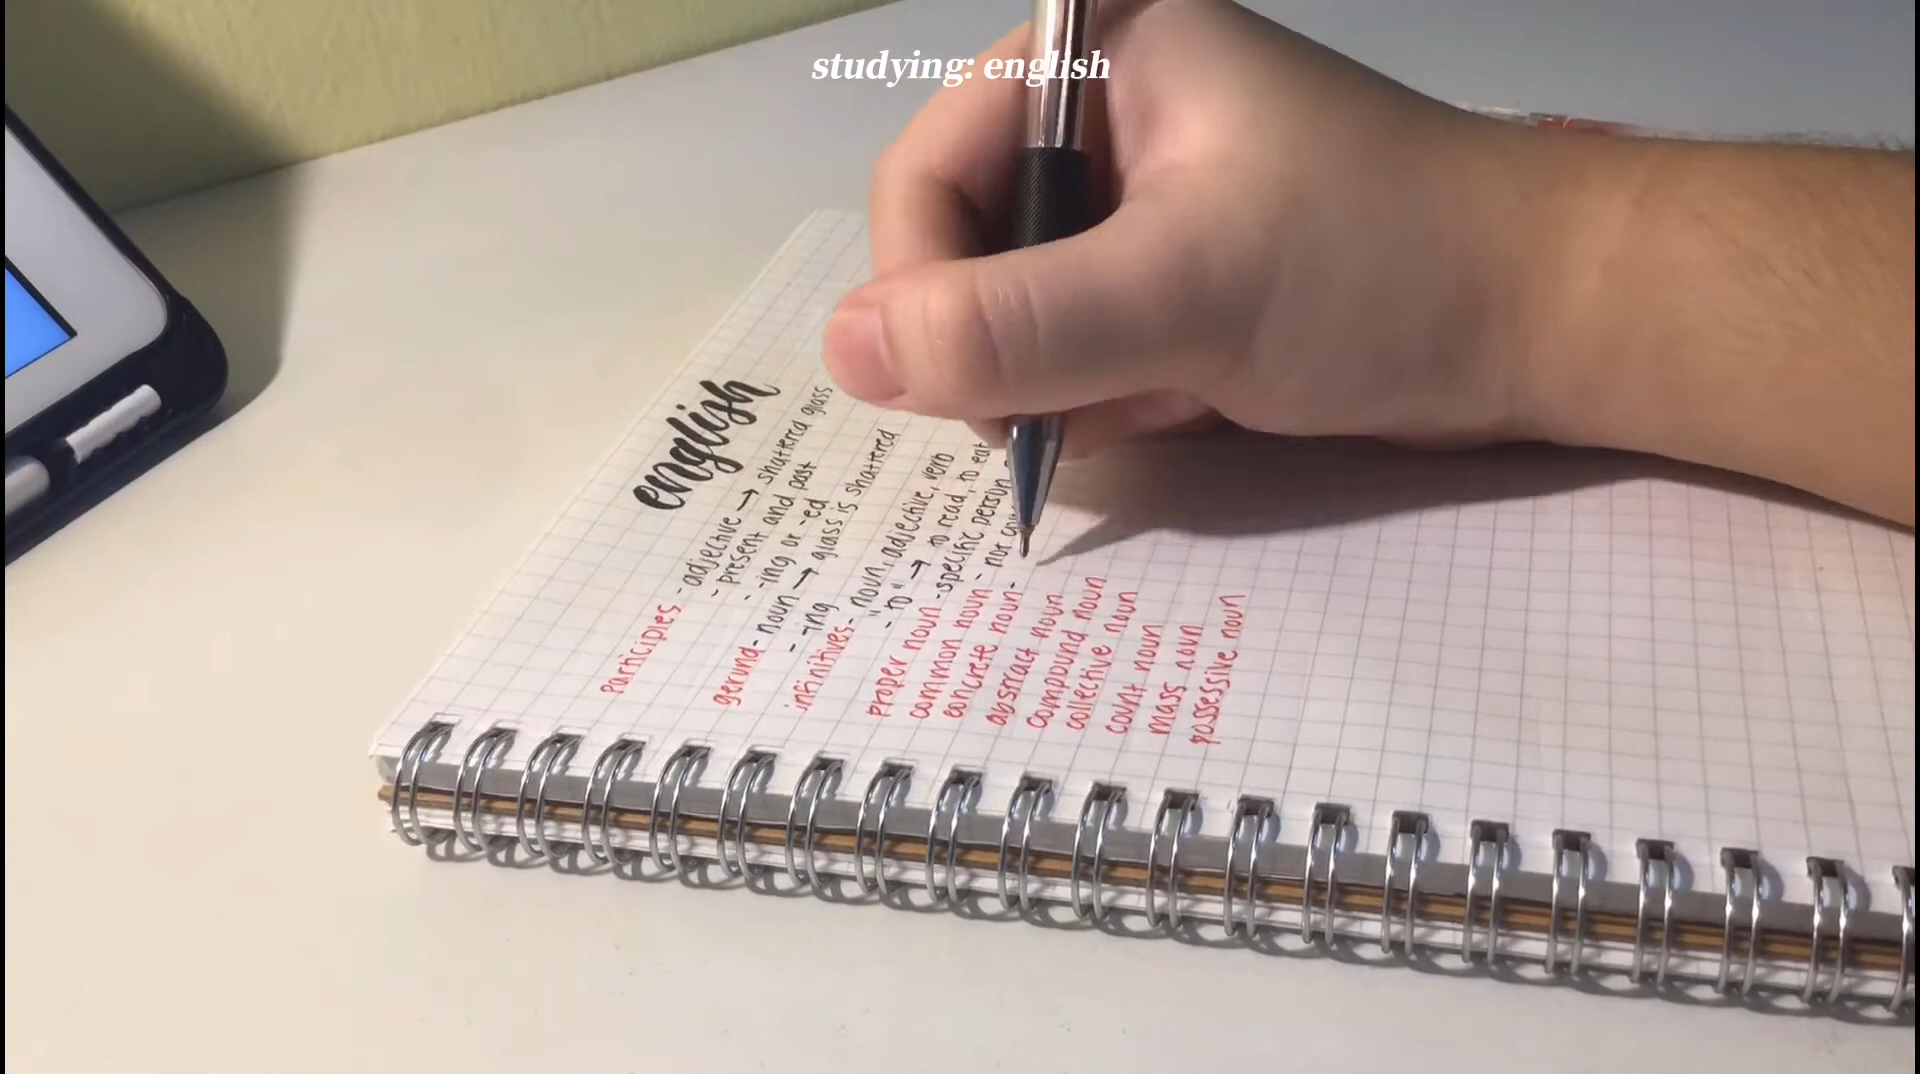 studying: english
english
participles - adjective → shattered glass
- present and past
- -ing or -ed
gerund - noun → glass is shattered
- -ing
infinitives - "noun, adjective, verb
- "to" → to read, to eat
proper noun - specific person
common noun - not
concrete noun -
abstract noun
compound noun
collective noun
count noun
mass noun
possessive noun